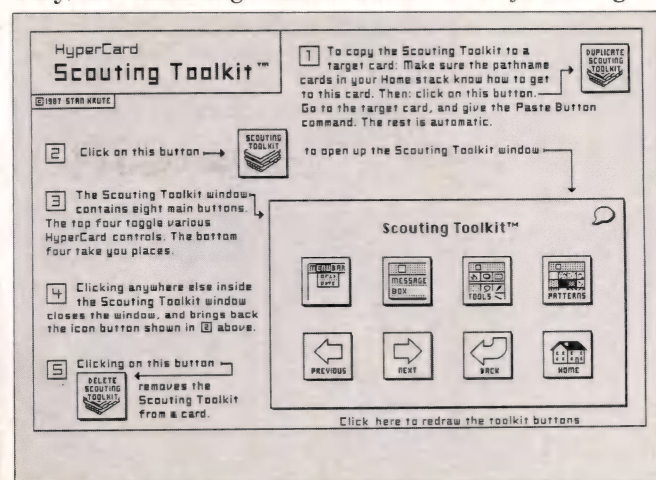 HyperCard
Scouting Toolkit™
©1987 STAN KRUTE
1 To copy the Scouting Toolkit to a
target card: Make sure the pathname
cards in your Home stack know how to get
to this card. Then: click on this button.
Go to the target card, and give the Paste Button
command. The rest is automatic.
DUPLICATE
SCOUTING
TOOLKIT
2 Click on this button
SCOUTING
TOOLKIT
to open up the Scouting Toolkit window
3 The Scouting Toolkit window
contains eight main buttons.
The top four toggle various
HyperCard controls. The bottom
four take you places.
4 Clicking anywhere else inside
the Scouting Toolkit window
closes the window, and brings back
the icon button shown in 2 above.
5 Clicking on this button
DELETE
SCOUTING
TOOLKIT
removes the
Scouting Toolkit
from a card.
Scouting Toolkit™
MENUBAR
MESSAGE
BOX
TOOLS
PATTERNS
PREVIOUS
NEXT
BACK
HOME
Click here to redraw the toolkit buttons